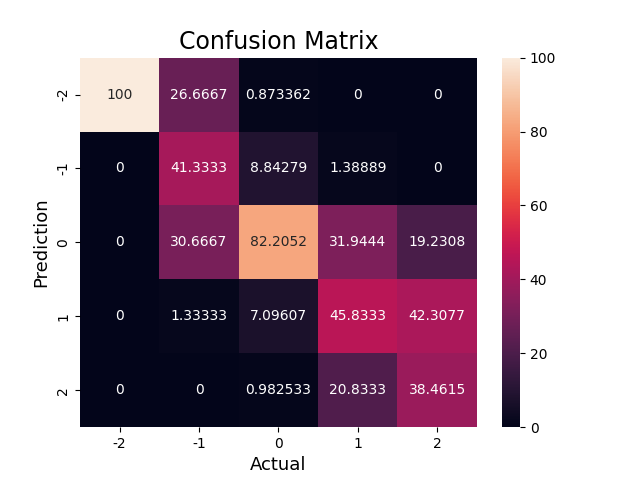 Confusion Matrix
-2 100 26.6667 0.873362 0 0
-1 0 41.3333 8.84279 1.38889 0
0 0 30.6667 82.2052 31.9444 19.2308
1 0 1.33333 7.09607 45.8333 42.3077
2 0 0 0.982533 20.8333 38.4615
-2 -1 0 1 2
Actual
Prediction
100
80
60
40
20
0